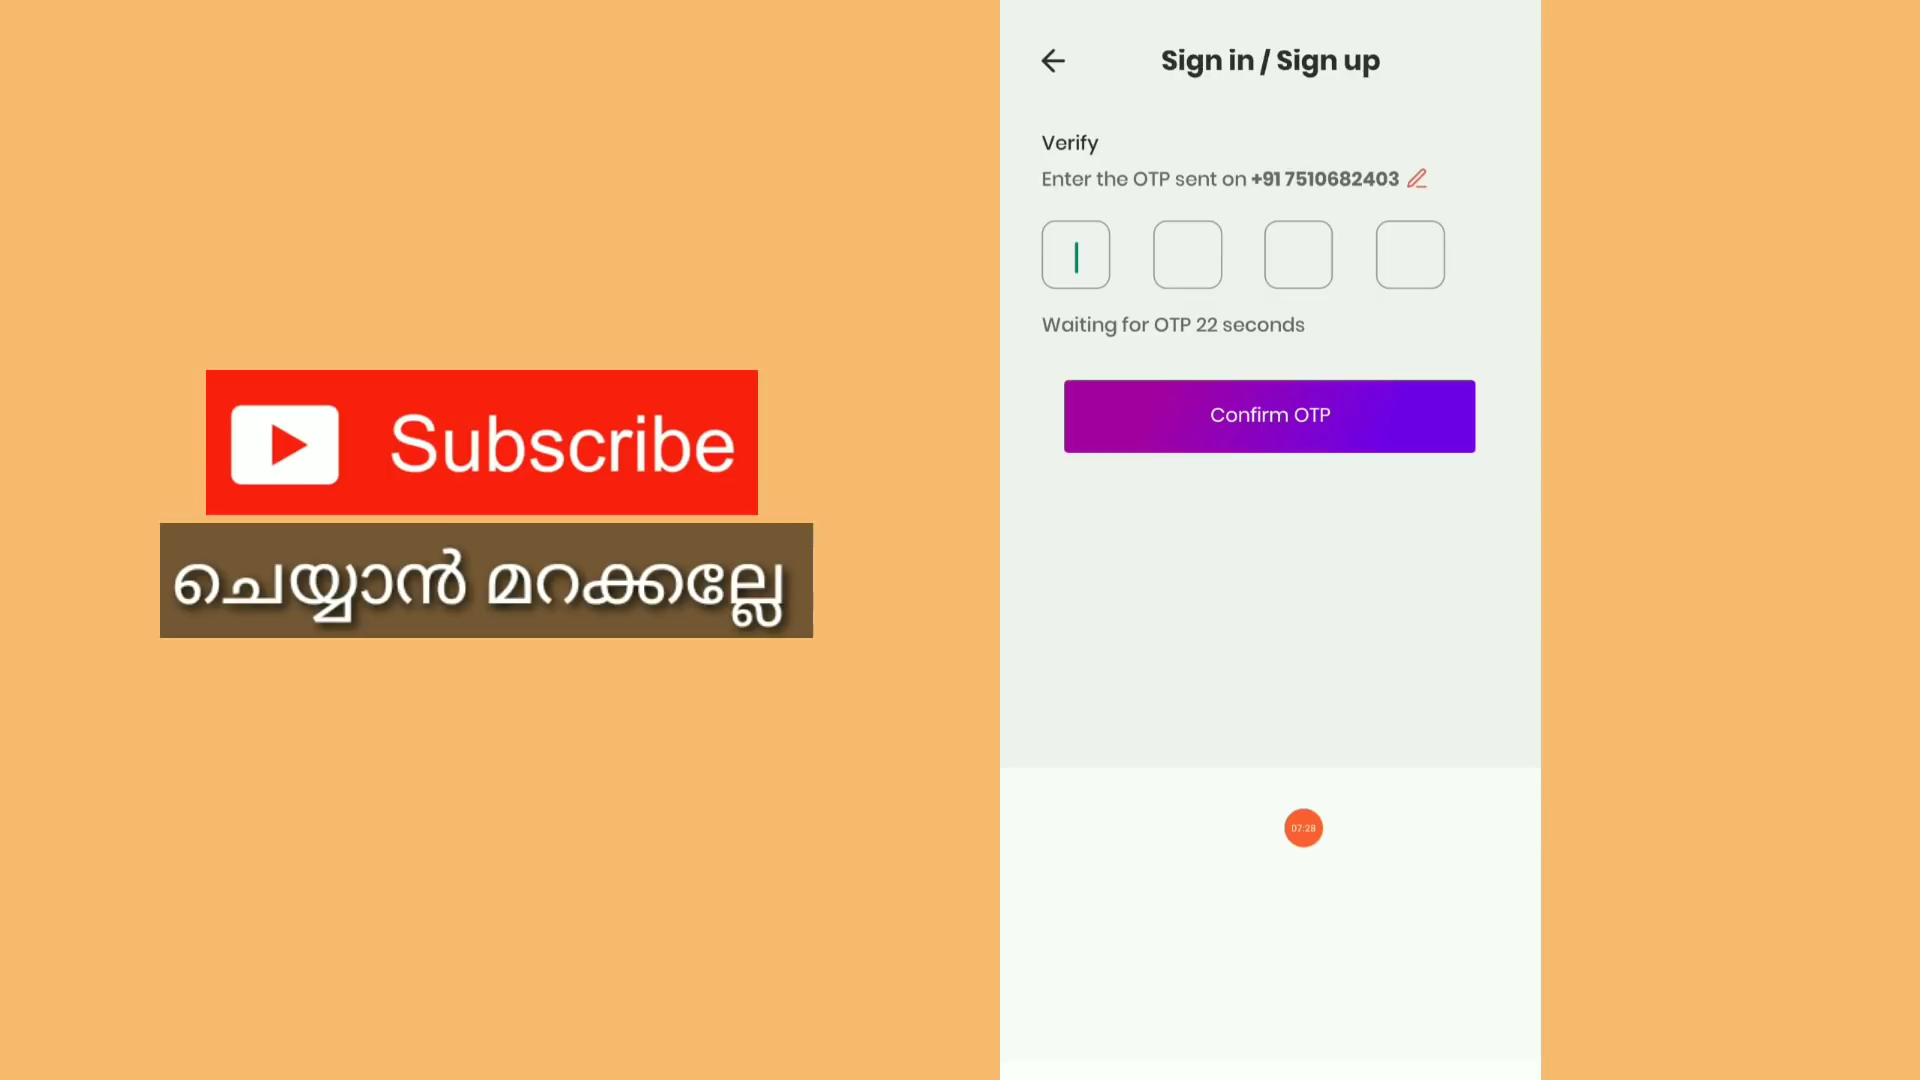 Subscribe
ചെയ്യാൻ മറക്കല്ലേ
Sign in / Sign up
Verify
Enter the OTP sent on +91 7510682403
Waiting for OTP 22 seconds
Confirm OTP
07:28